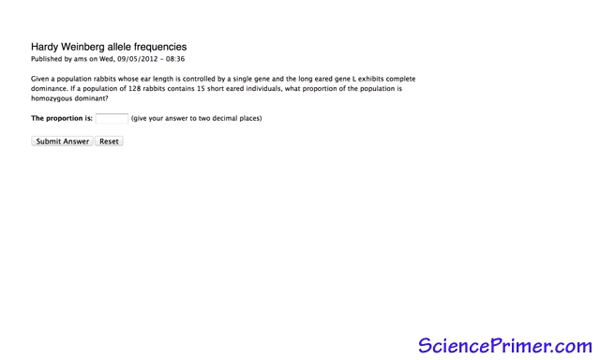 Hardy Weinberg allele frequencies
Published by ams on Wed, 09/05/2012 - 08:36
Given a population rabbits whose ear length is controlled by a single gene and the long eared gene L exhibits complete
dominance. If a population of 128 rabbits contains 15 short eared individuals, what proportion of the population is
homozygous dominant?
The proportion is: (give your answer to two decimal places)
Submit Answer Reset
SciencePrimer.com